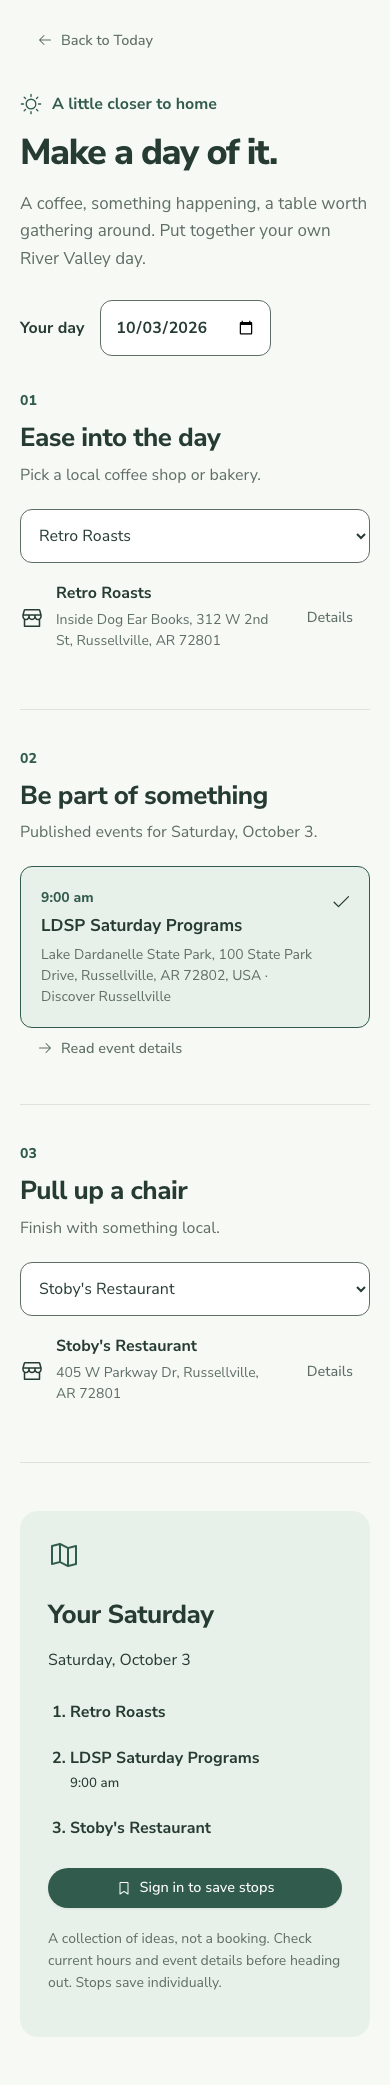 Back to Today
A little closer to home
Make a day of it.
A coffee, something happening, a table worth
gathering around. Put together your own
River Valley day.
Your day 10/03/2026
01
Ease into the day
Pick a local coffee shop or bakery.
Retro Roasts
Retro Roasts
Inside Dog Ear Books, 312 W 2nd
St, Russellville, AR 72801
Details
02
Be part of something
Published events for Saturday, October 3.
9:00 am
LDSP Saturday Programs
Lake Dardanelle State Park, 100 State Park
Drive, Russellville, AR 72802, USA ·
Discover Russellville
Read event details
03
Pull up a chair
Finish with something local.
Stoby's Restaurant
Stoby's Restaurant
405 W Parkway Dr, Russellville,
AR 72801
Details
Your Saturday
Saturday, October 3
1. Retro Roasts
2. LDSP Saturday Programs
9:00 am
3. Stoby's Restaurant
Sign in to save stops
A collection of ideas, not a booking. Check
current hours and event details before heading
out. Stops save individually.